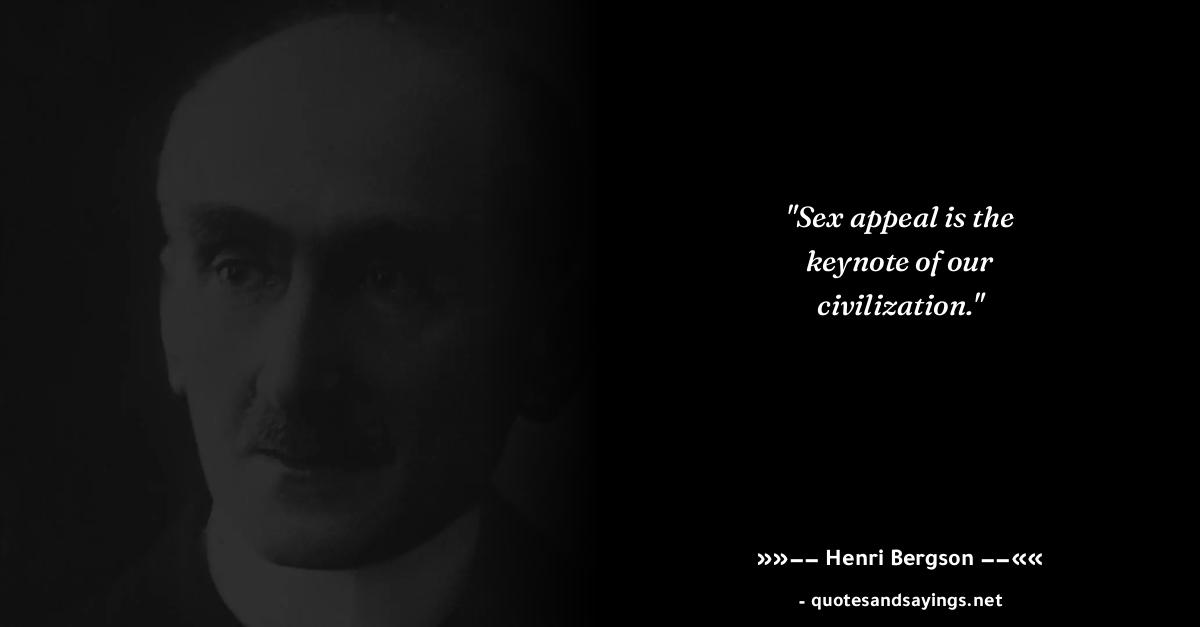 "Sex appeal is the
keynote of our
civilization."
»»–– Henri Bergson ––««
- quotesandsayings.net